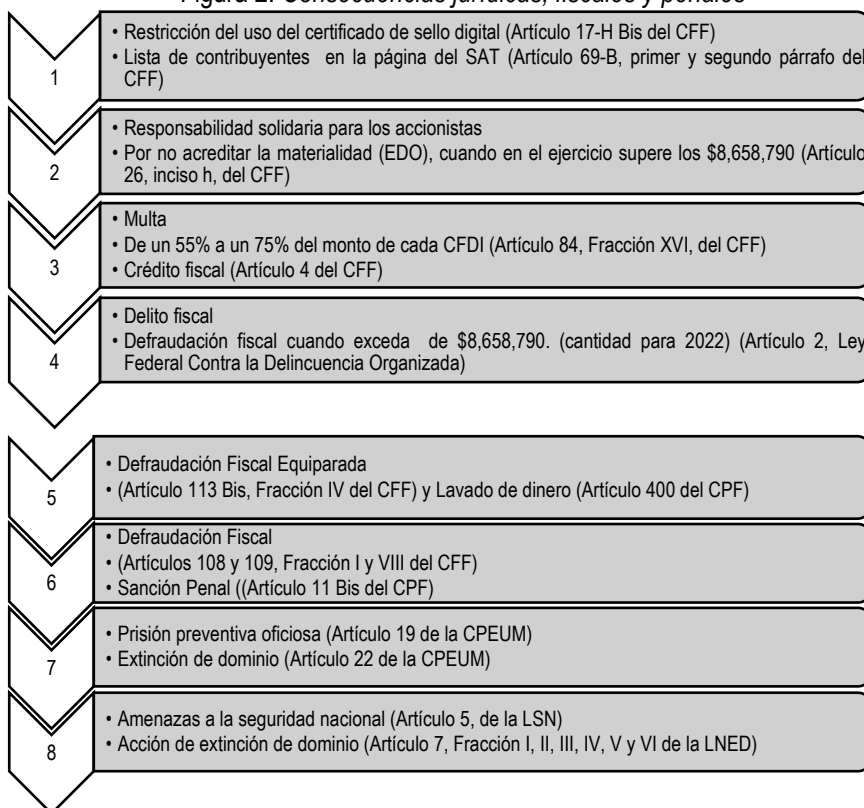 Figura 2. Consecuencias jurídicas, fiscales y penales
1
• Restricción del uso del certificado de sello digital (Artículo 17-H Bis del CFF)
• Lista de contribuyentes en la página del SAT (Artículo 69-B, primer y segundo párrafo del
CFF)
2
• Responsabilidad solidaria para los accionistas
• Por no acreditar la materialidad (EDO), cuando en el ejercicio supere los $8,658,790 (Artículo
26, inciso h, del CFF)
3
• Multa
• De un 55% a un 75% del monto de cada CFDI (Artículo 84, Fracción XVI, del CFF)
• Crédito fiscal (Artículo 4 del CFF)
4
• Delito fiscal
• Defraudación fiscal cuando exceda de $8,658,790. (cantidad para 2022) (Artículo 2, Ley
Federal Contra la Delincuencia Organizada)
5
• Defraudación Fiscal Equiparada
• (Artículo 113 Bis, Fracción IV del CFF) y Lavado de dinero (Artículo 400 del CPF)
6
• Defraudación Fiscal
• (Artículos 108 y 109, Fracción I y VIII del CFF)
• Sanción Penal ((Artículo 11 Bis del CPF)
7
• Prisión preventiva oficiosa (Artículo 19 de la CPEUM)
• Extinción de dominio (Artículo 22 de la CPEUM)
8
• Amenazas a la seguridad nacional (Artículo 5, de la LSN)
• Acción de extinción de dominio (Artículo 7, Fracción I, II, III, IV, V y VI de la LNED)